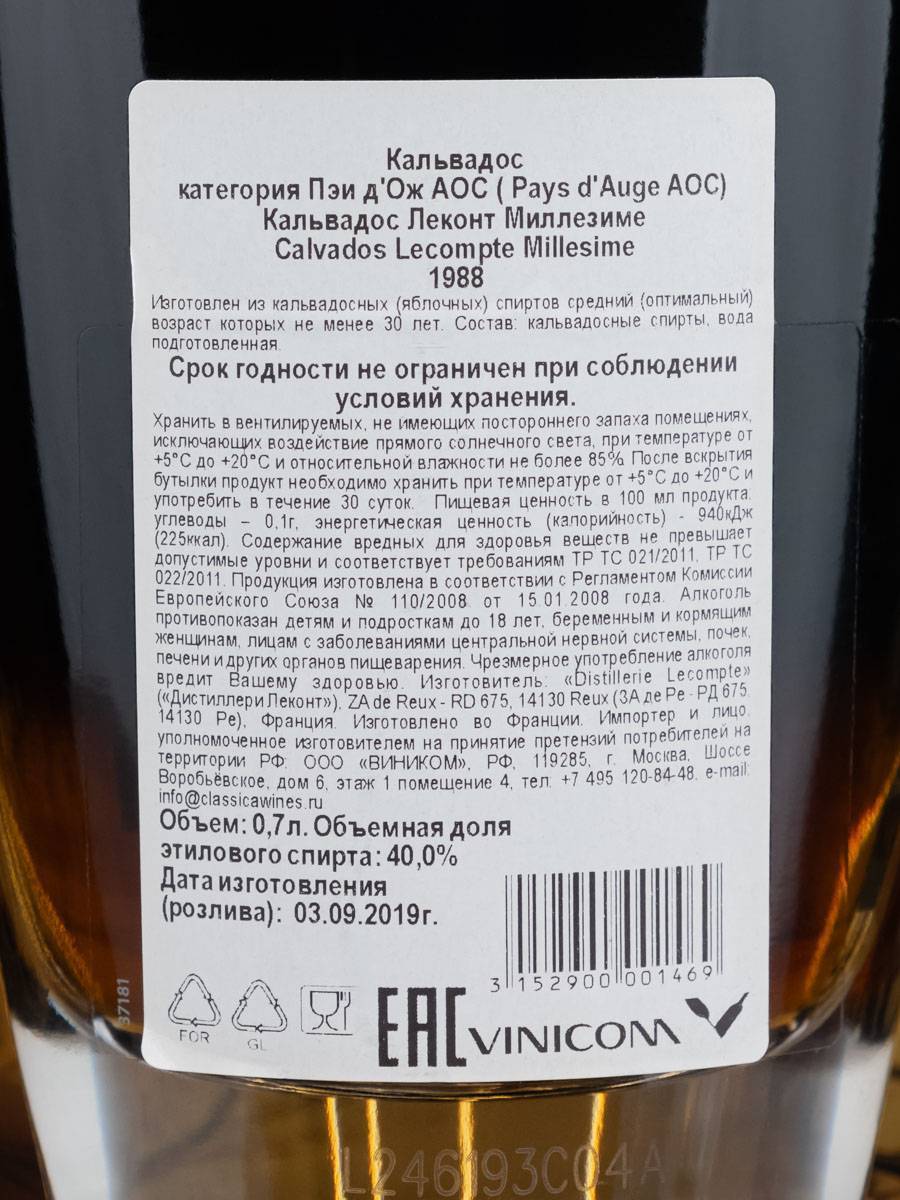 Кальвадос
категория Пэи д'Ож АОС ( Pays d'Auge AOC)
Кальвадос Леконт Миллезиме
Calvados Lecompte Millesime
1988
Изготовлен из кальвадосных (яблочных) спиртов средний (оптимальный)
возраст которых не менее 30 лет. Состав: кальвадосные спирты, вода
подготовленная.
Срок годности не ограничен при соблюдении
условий хранения.
Хранить в вентилируемых, не имеющих постороннего запаха помещениях,
исключающих воздействие прямого солнечного света, при температуре от
+5°С до +20°С и относительной влажности не более 85%. После вскрытия
бутылки продукт необходимо хранить при температуре от +5°С до +20°С и
употребить в течение 30 суток. Пищевая ценность в 100 мл продукта:
углеводы – 0,1г, энергетическая ценность (калорийность) - 940кДж
(225ккал). Содержание вредных для здоровья веществ не превышает
допустимые уровни и соответствует требованиям ТР ТС 021/2011, ТР ТС
022/2011. Продукция изготовлена в соответствии с Регламентом Комиссии
Европейского Союза № 110/2008 от 15.01.2008 года. Алкоголь
противопоказан детям и подросткам до 18 лет, беременным и кормящим
женщинам, лицам с заболеваниями центральной нервной системы, почек,
печени и других органов пищеварения. Чрезмерное употребление алкоголя
вредит Вашему здоровью. Изготовитель: «Distillerie Lecompte»
(«Дистиллери Леконт»), ZA de Reux - RD 675, 14130 Reux (ЗА де Ре - РД 675,
14130 Ре), Франция. Изготовлено во Франции. Импортер и лицо,
уполномоченное изготовителем на принятие претензий потребителей на
территории РФ: ООО «ВИНИКОМ», РФ, 119285, г. Москва, Шоссе
Воробьёвское, дом 6, этаж 1 помещение 4, тел: +7 495 120-84-48, e-mail:
info@classicawines.ru
Объем: 0,7л. Объемная доля
этилового спирта: 40,0%
Дата изготовления
(розлива): 03.09.2019г.
3 152900 001469
37181
FOR
GL
EAC
VINICOM
L246193C04A